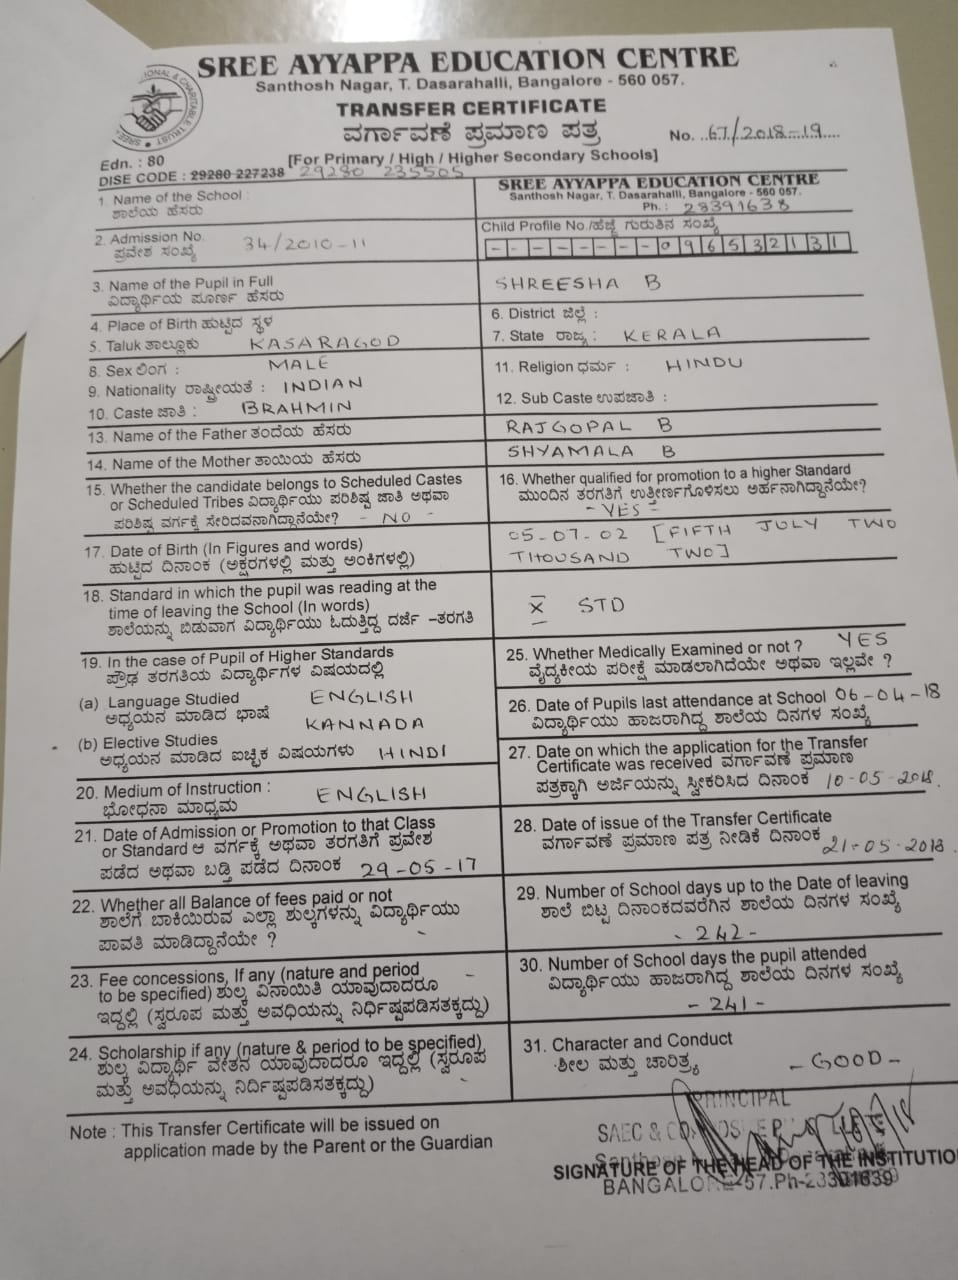 SREE AYYAPPA EDUCATION CENTRE
Santhosh Nagar, T. Dasarahalli, Bangalore - 560 057.
TRANSFER CERTIFICATE
ವರ್ಗಾವಣೆ ಪ್ರಮಾಣ ಪತ್ರ
No. 67/2018-19
Edn. : 80
[For Primary / High / Higher Secondary Schools]
DISE CODE : 29280 227238 29280 235505
1. Name of the School :
ಶಾಲೆಯ ಹೆಸರು
SREE AYYAPPA EDUCATION CENTRE
Santhosh Nagar, T. Dasarahalli, Bangalore - 560 057.
Ph. : 28391638
2. Admission No. 34/2010-11
ಪ್ರವೇಶ ಸಂಖ್ಯೆ
Child Profile No./ಹೆಜ್ಜೆ ಗುರುತಿನ ಸಂಖ್ಯೆ
- - - - - - - - 0 9 6 5 3 2 1 3 1
3. Name of the Pupil in Full
ವಿದ್ಯಾರ್ಥಿಯ ಪೂರ್ಣ ಹೆಸರು
SHREESHA B
4. Place of Birth ಹುಟ್ಟಿದ ಸ್ಥಳ
5. Taluk ತಾಲ್ಲೂಕು KASARAGOD
6. District ಜಿಲ್ಲೆ :
7. State ರಾಜ್ಯ : KERALA
8. Sex ಲಿಂಗ : MALE
9. Nationality ರಾಷ್ಟ್ರೀಯತೆ : INDIAN
10. Caste ಜಾತಿ : BRAHMIN
11. Religion ಧರ್ಮ : HINDU
12. Sub Caste ಉಪಜಾತಿ :
13. Name of the Father ತಂದೆಯ ಹೆಸರು
RAJGOPAL B
14. Name of the Mother ತಾಯಿಯ ಹೆಸರು
SHYAMALA B
15. Whether the candidate belongs to Scheduled Castes
or Scheduled Tribes ವಿದ್ಯಾರ್ಥಿಯು ಪರಿಶಿಷ್ಟ ಜಾತಿ ಅಥವಾ
ಪರಿಶಿಷ್ಟ ವರ್ಗಕ್ಕೆ ಸೇರಿದವನಾಗಿದ್ದಾನೆಯೇ? - NO -
16. Whether qualified for promotion to a higher Standard
ಮುಂದಿನ ತರಗತಿಗೆ ಉತ್ತೀರ್ಣಗೊಳಿಸಲು ಅರ್ಹನಾಗಿದ್ದಾನೆಯೇ?
- YES -
17. Date of Birth (In Figures and words)
ಹುಟ್ಟಿದ ದಿನಾಂಕ (ಅಕ್ಷರಗಳಲ್ಲಿ ಮತ್ತು ಅಂಕಿಗಳಲ್ಲಿ)
05-07-02 [FIFTH JULY TWO
THOUSAND TWO]
18. Standard in which the pupil was reading at the
time of leaving the School (In words)
ಶಾಲೆಯನ್ನು ಬಿಡುವಾಗ ವಿದ್ಯಾರ್ಥಿಯು ಓದುತ್ತಿದ್ದ ದರ್ಜೆ –ತರಗತಿ
X STD
19. In the case of Pupil of Higher Standards
ಪ್ರೌಢ ತರಗತಿಯ ವಿದ್ಯಾರ್ಥಿಗಳ ವಿಷಯದಲ್ಲಿ
(a) Language Studied ENGLISH
ಅಧ್ಯಯನ ಮಾಡಿದ ಭಾಷೆ KANNADA
(b) Elective Studies
ಅಧ್ಯಯನ ಮಾಡಿದ ಐಚ್ಛಿಕ ವಿಷಯಗಳು HINDI
20. Medium of Instruction : ENGLISH
ಭೋಧನಾ ಮಾಧ್ಯಮ
21. Date of Admission or Promotion to that Class
or Standard ಆ ವರ್ಗಕ್ಕೆ ಅಥವಾ ತರಗತಿಗೆ ಪ್ರವೇಶ
ಪಡೆದ ಅಥವಾ ಬಡ್ತಿ ಪಡೆದ ದಿನಾಂಕ 29-05-17
22. Whether all Balance of fees paid or not
ಶಾಲೆಗೆ ಬಾಕಿಯಿರುವ ಎಲ್ಲಾ ಶುಲ್ಕಗಳನ್ನು ವಿದ್ಯಾರ್ಥಿಯು
ಪಾವತಿ ಮಾಡಿದ್ದಾನೆಯೇ ?
23. Fee concessions, If any (nature and period
to be specified) ಶುಲ್ಕ ವಿನಾಯಿತಿ ಯಾವುದಾದರೂ
ಇದ್ದಲ್ಲಿ (ಸ್ವರೂಪ ಮತ್ತು ಅವಧಿಯನ್ನು ನಿರ್ಧಿಷ್ಟಪಡಿಸತಕ್ಕದ್ದು)
24. Scholarship if any (nature & period to be specified)
ಶುಲ್ಕ ವಿದ್ಯಾರ್ಥಿ ವೇತನ ಯಾವುದಾದರೂ ಇದ್ದಲ್ಲಿ (ಸ್ವರೂಪ
ಮತ್ತು ಅವಧಿಯನ್ನು ನಿರ್ದಿಷ್ಟಪಡಿಸತಕ್ಕದ್ದು)
25. Whether Medically Examined or not ? YES
ವೈದ್ಯಕೀಯ ಪರೀಕ್ಷೆ ಮಾಡಲಾಗಿದೆಯೇ ಅಥವಾ ಇಲ್ಲವೇ ?
26. Date of Pupils last attendance at School 06-04-18
ವಿದ್ಯಾರ್ಥಿಯು ಹಾಜರಾಗಿದ್ದ ಶಾಲೆಯ ದಿನಗಳ ಸಂಖ್ಯೆ
27. Date on which the application for the Transfer
Certificate was received ವರ್ಗಾವಣೆ ಪ್ರಮಾಣ
ಪತ್ರಕ್ಕಾಗಿ ಅರ್ಜಿಯನ್ನು ಸ್ವೀಕರಿಸಿದ ದಿನಾಂಕ 10-05-2018.
28. Date of issue of the Transfer Certificate
ವರ್ಗಾವಣೆ ಪ್ರಮಾಣ ಪತ್ರ ನೀಡಿಕೆ ದಿನಾಂಕ 21-05-2018.
29. Number of School days up to the Date of leaving
ಶಾಲೆ ಬಿಟ್ಟ ದಿನಾಂಕದವರೆಗಿನ ಶಾಲೆಯ ದಿನಗಳ ಸಂಖ್ಯೆ
- 242 -
30. Number of School days the pupil attended
ವಿದ್ಯಾರ್ಥಿಯು ಹಾಜರಾಗಿದ್ದ ಶಾಲೆಯ ದಿನಗಳ ಸಂಖ್ಯೆ
- 241 -
31. Character and Conduct
ಶೀಲ ಮತ್ತು ಚಾರಿತ್ರ್ಯ - GOOD -
Note : This Transfer Certificate will be issued on
application made by the Parent or the Guardian
PRINCIPAL
SAEC &
SIGNATURE OF THE HEAD OF THE INSTITUTIO
BANGALORE-57.Ph-